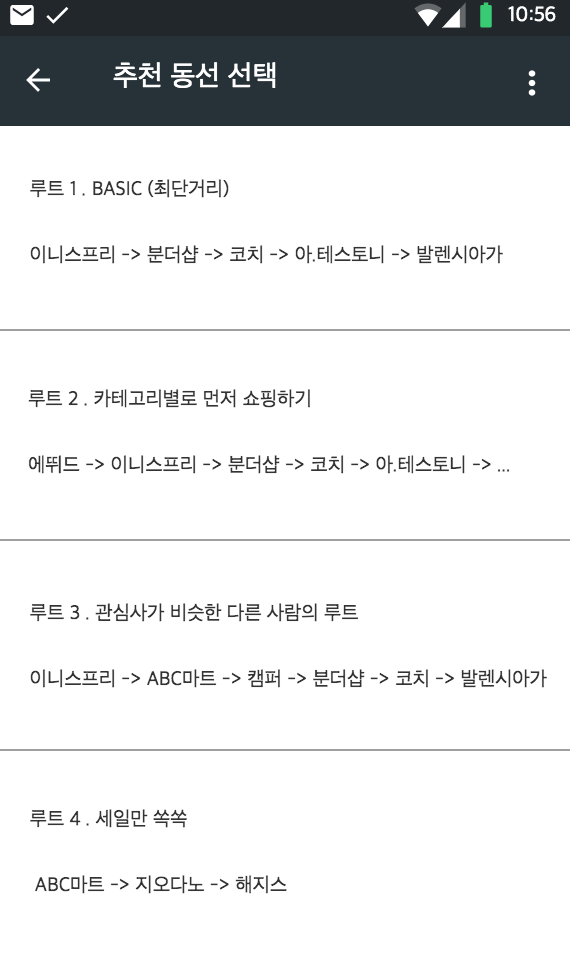 10:56
추천 동선 선택
루트 1 . BASIC (최단거리)
이니스프리 -> 분더샵 -> 코치 -> 아.테스토니 -> 발렌시아가
루트 2 . 카테고리별로 먼저 쇼핑하기
에뛰드 -> 이니스프리 -> 분더샵 -> 코치 -> 아.테스토니 -> ...
루트 3 . 관심사가 비슷한 다른 사람의 루트
이니스프리 -> ABC마트 -> 캠퍼 -> 분더샵 -> 코치 -> 발렌시아가
루트 4 . 세일만 쏙쏙
ABC마트 -> 지오다노 -> 해지스